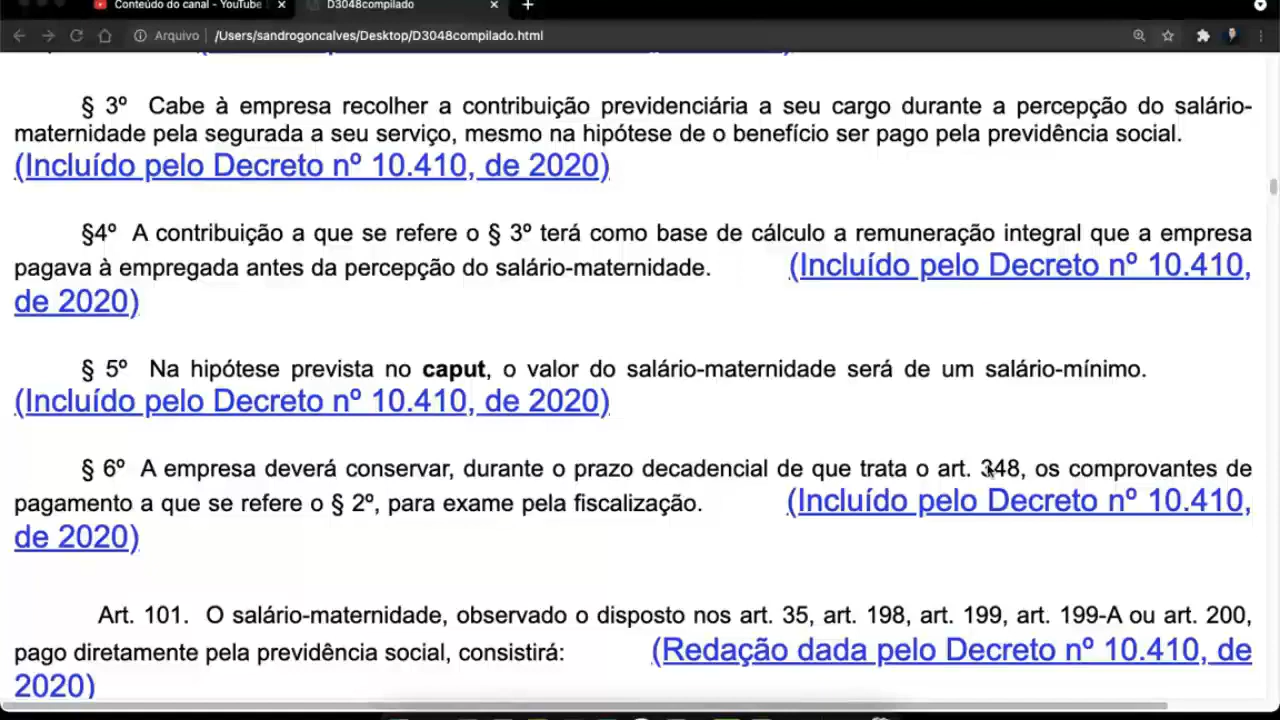 Conteúdo do canal - YouTube
D3048compilado
Arquivo
/Users/sandrogoncalves/Desktop/D3048compilado.html
§ 3º Cabe à empresa recolher a contribuição previdenciária a seu cargo durante a percepção do salário-
maternidade pela segurada a seu serviço, mesmo na hipótese de o benefício ser pago pela previdência social.
(Incluído pelo Decreto nº 10.410, de 2020)
§4º A contribuição a que se refere o § 3º terá como base de cálculo a remuneração integral que a empresa
pagava à empregada antes da percepção do salário-maternidade. (Incluído pelo Decreto nº 10.410,
de 2020)
§ 5º Na hipótese prevista no caput, o valor do salário-maternidade será de um salário-mínimo.
(Incluído pelo Decreto nº 10.410, de 2020)
§ 6º A empresa deverá conservar, durante o prazo decadencial de que trata o art. 348, os comprovantes de
pagamento a que se refere o § 2º, para exame pela fiscalização. (Incluído pelo Decreto nº 10.410,
de 2020)
Art. 101. O salário-maternidade, observado o disposto nos art. 35, art. 198, art. 199, art. 199-A ou art. 200,
pago diretamente pela previdência social, consistirá: (Redação dada pelo Decreto nº 10.410, de
2020)